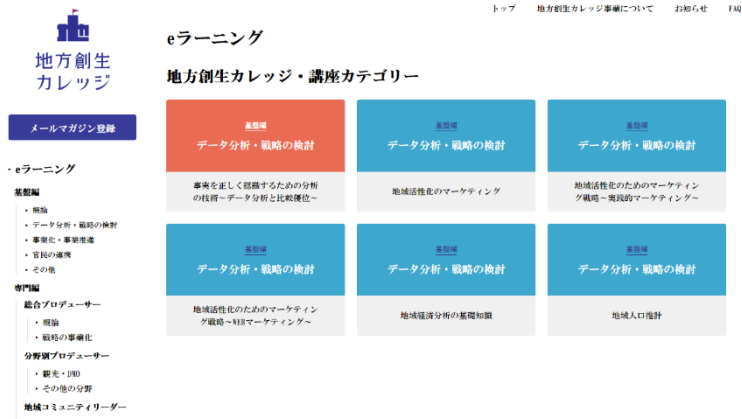 トップ
地方創生カレッジ事業について
お知らせ
FAQ
地方創生
カレッジ
メールマガジン登録
・eラーニング
基盤編
・概論
・データ分析・戦略の検討
・事業化・事業推進
・官民の連携
・その他
専門編
総合プロデューサー
・概論
・戦略の事業化
分野別プロデューサー
・観光・DMO
・その他の分野
地域コミュニティリーダー
eラーニング
地方創生カレッジ・講座カテゴリー
基盤編
データ分析・戦略の検討
事実を正しく認識するための分析
の技術~データ分析と比較優位~
基盤編
データ分析・戦略の検討
地域活性化のマーケティング
基盤編
データ分析・戦略の検討
地域活性化のためのマーケティン
グ戦略~実践的マーケティング~
基盤編
データ分析・戦略の検討
地域活性化のためのマーケティン
グ戦略~WEBマーケティング~
基盤編
データ分析・戦略の検討
地域経済分析の基礎知識
基盤編
データ分析・戦略の検討
地域人口推計